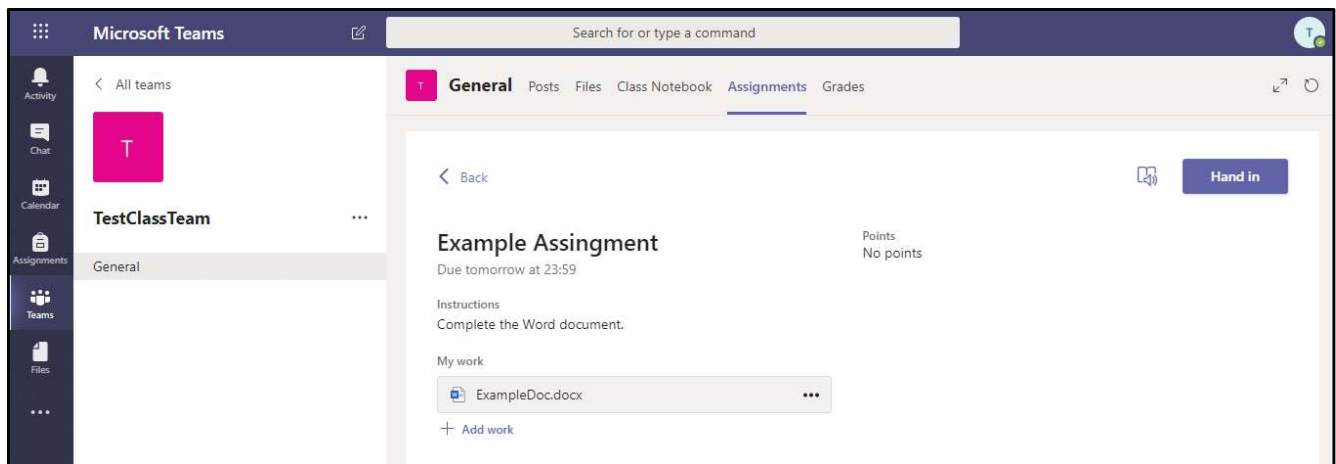 Microsoft Teams
Search for or type a command
T
Activity
Chat
Calendar
Assignments
Teams
Files
All teams
T
TestClassTeam
General
T
General Posts Files Class Notebook Assignments Grades
Back
Hand in
Example Assingment
Due tomorrow at 23:59
Points
No points
Instructions
Complete the Word document.
My work
ExampleDoc.docx
+ Add work